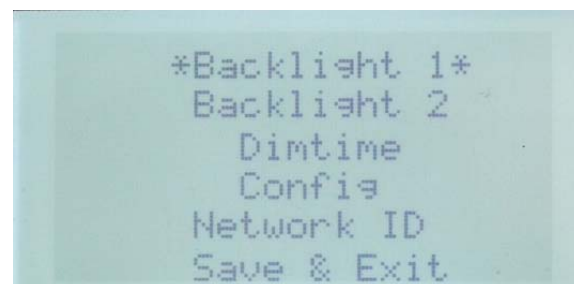 *Backlight 1*
Backlight 2
Dimtime
Config
Network ID
Save & Exit